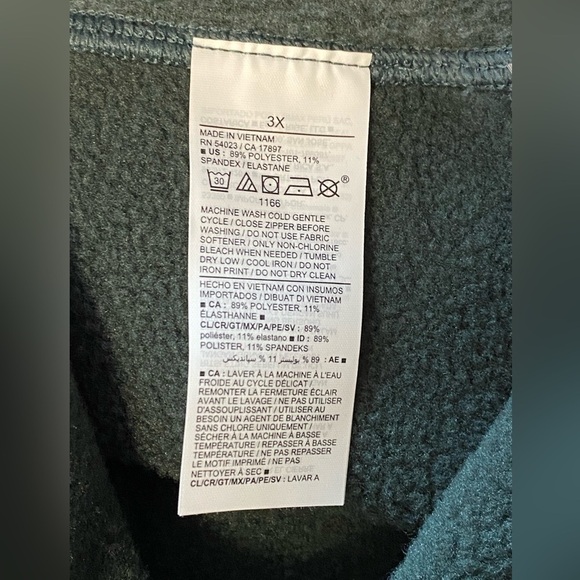 3X
MADE IN VIETNAM
RN 54023 / CA 17897
■ US : 89% POLYESTER, 11%
SPANDEX / ELASTANE
30 ®
1166
MACHINE WASH COLD GENTLE
CYCLE / CLOSE ZIPPER BEFORE
WASHING / DO NOT USE FABRIC
SOFTENER / ONLY NON-CHLORINE
BLEACH WHEN NEEDED / TUMBLE
DRY LOW / COOL IRON / DO NOT
IRON PRINT / DO NOT DRY CLEAN
HECHO EN VIETNAM CON INSUMOS
IMPORTADOS / DIBUAT DI VIETNAM
■ CA : 89% POLYESTER, 11%
ÉLASTHANNE ■
CL/CR/GT/MX/PA/PE/SV : 89%
poliéster, 11% elastano ■ ID : 89%
POLISTER, 11% SPANDEKS
■ AE : 89 % بوليستر 11 % سباندیکس
■ CA : LAVER À LA MACHINE À L'EAU
FROIDE AU CYCLE DÉLICAT /
REMONTER LA FERMETURE ÉCLAIR
AVANT LE LAVAGE / NE PAS UTILISER
D'ASSOUPLISSANT / UTILISER AU
BESOIN UN AGENT DE BLANCHIMENT
SANS CHLORE UNIQUEMENT /
SÉCHER À LA MACHINE À BASSE
TEMPÉRATURE / REPASSER À BASSE
TEMPÉRATURE / NE PAS REPASSER
LE MOTIF IMPRIMÉ / NE PAS
NETTOYER À SEC ■
CL/CR/GT/MX/PA/PE/SV : LAVAR A